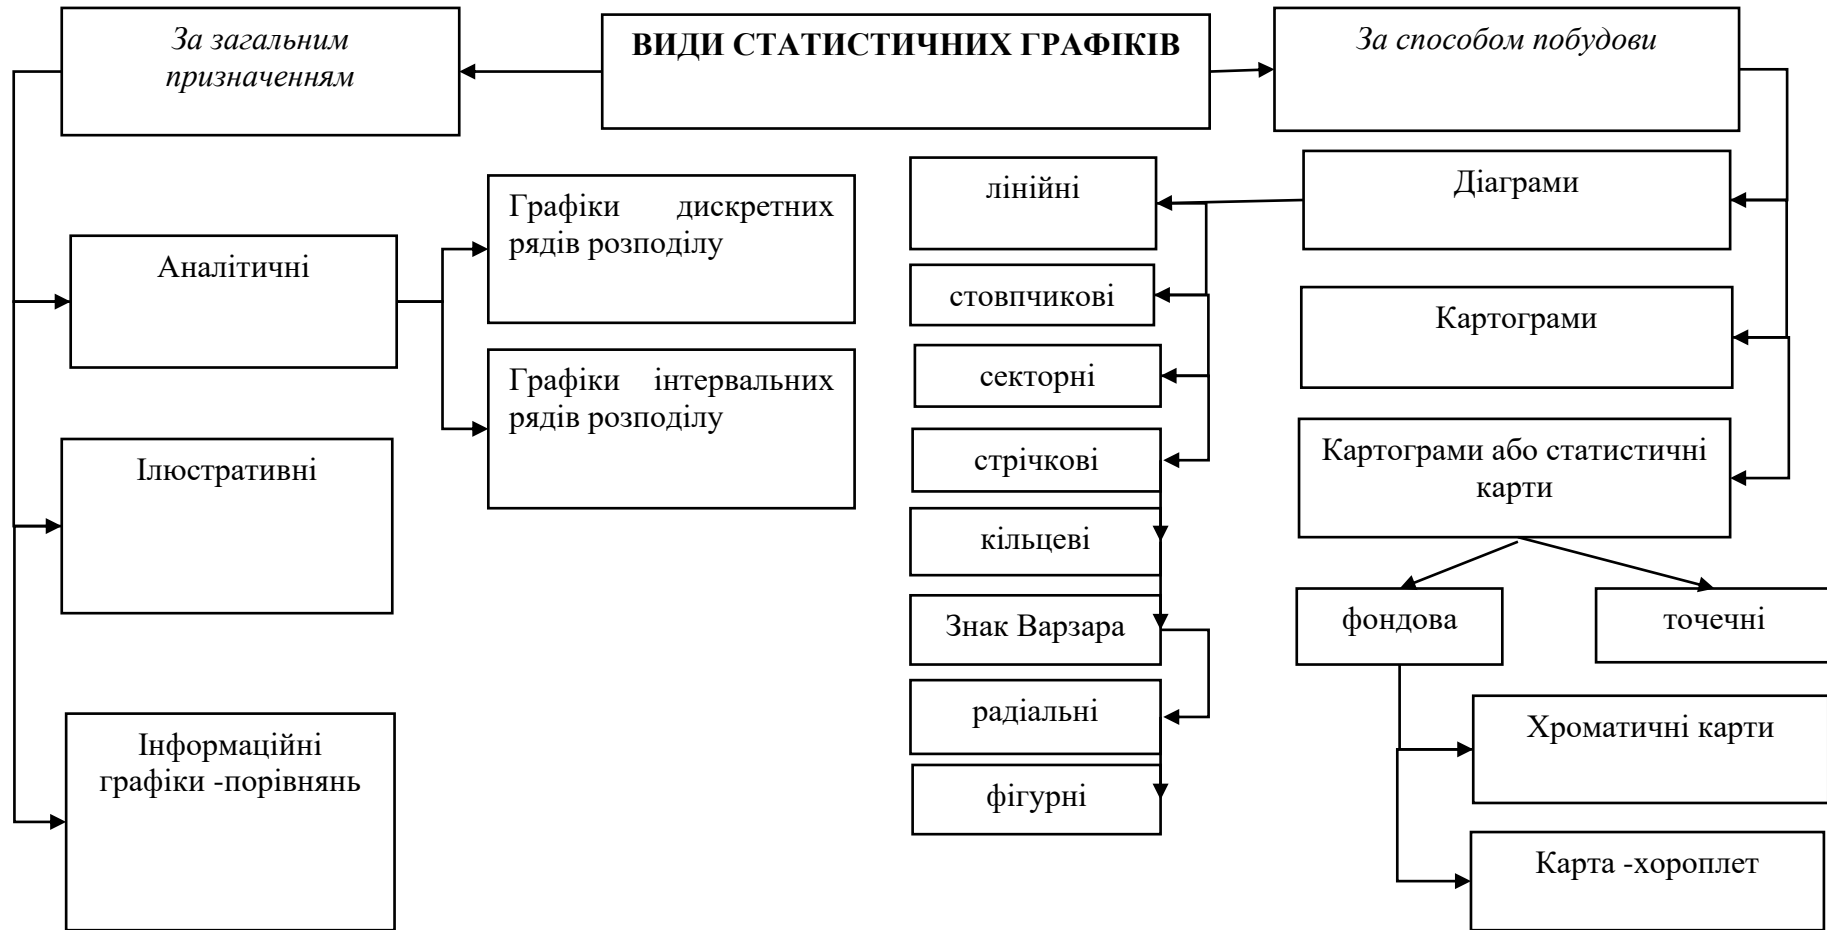 За загальним
призначенням
ВИДИ СТАТИСТИЧНИХ ГРАФІКІВ
За способом побудови
Аналітичні
Графіки дискретних
рядів розподілу
Графіки інтервальних
рядів розподілу
Ілюстративні
Інформаційні
графіки -порівнянь
лінійні
стовпчикові
секторні
стрічкові
кільцеві
Знак Варзара
радіальні
фігурні
Діаграми
Картограми
Картограми або статистичні
карти
фондова
точечні
Хроматичні карти
Карта -хороплет